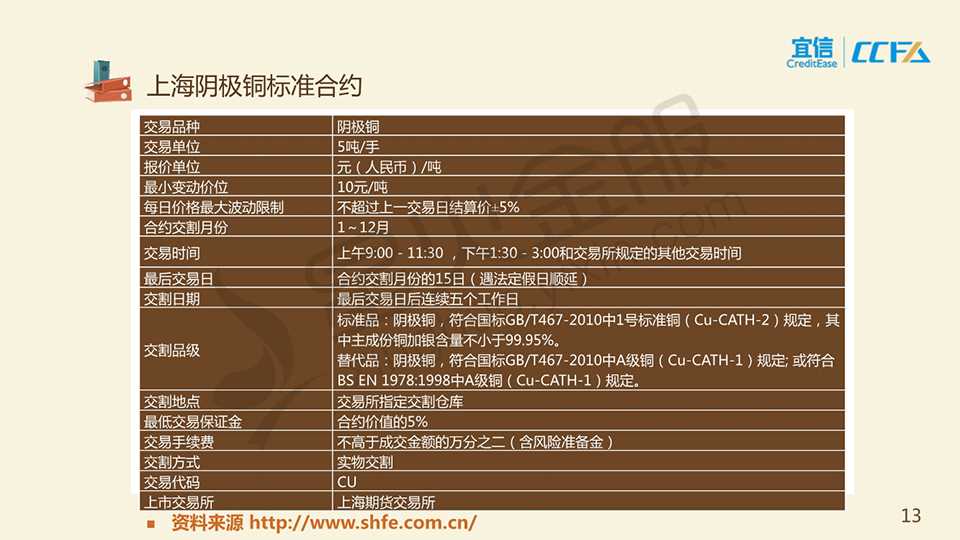 宜信
CreditEase
CCFA
上海阴极铜标准合约
交易品种 阴极铜
交易单位 5吨/手
报价单位 元（人民币）/吨
最小变动价位 10元/吨
每日价格最大波动限制 不超过上一交易日结算价±5%
合约交割月份 1～12月
交易时间 上午9:00－11:30 ，下午1:30－3:00和交易所规定的其他交易时间
最后交易日 合约交割月份的15日（遇法定假日顺延）
交割日期 最后交易日后连续五个工作日
交割品级
标准品：阴极铜，符合国标GB/T467-2010中1号标准铜（Cu-CATH-2）规定，其
中主成份铜加银含量不小于99.95%。
替代品：阴极铜，符合国标GB/T467-2010中A级铜（Cu-CATH-1）规定; 或符合
BS EN 1978:1998中A级铜（Cu-CATH-1）规定。
交割地点 交易所指定交割仓库
最低交易保证金 合约价值的5%
交易手续费 不高于成交金额的万分之二（含风险准备金）
交割方式 实物交割
交易代码 CU
上市交易所 上海期货交易所
资料来源 http://www.shfe.com.cn/
13